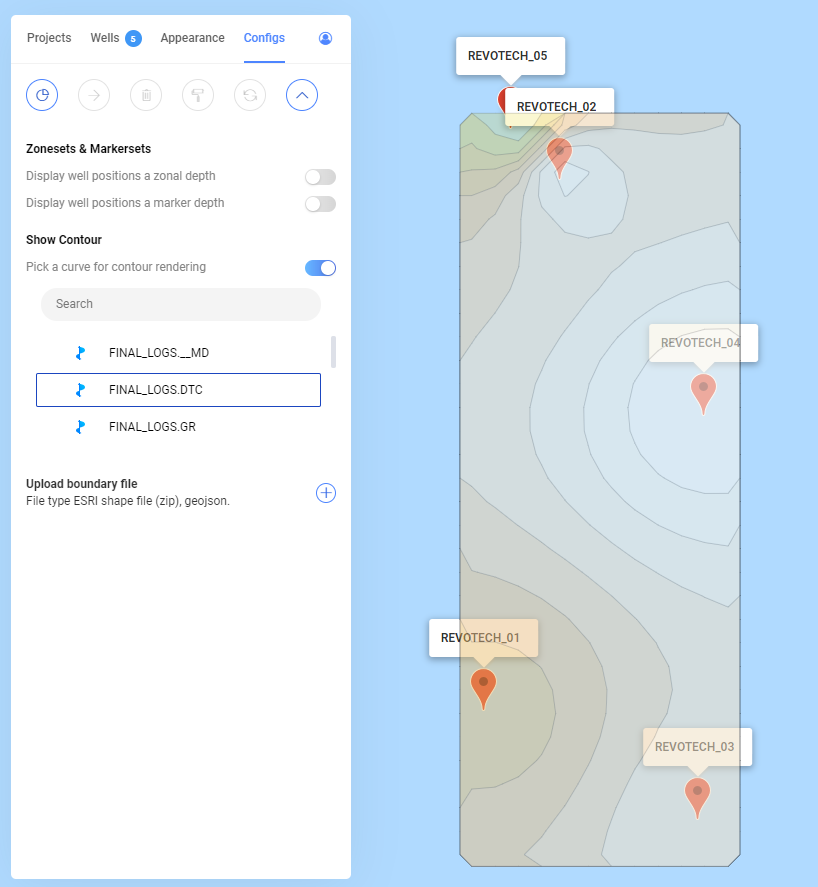 Projects Wells 5 Appearance Configs
Zonesets & Markersets
Display well positions a zonal depth
Display well positions a marker depth
Show Contour
Pick a curve for contour rendering
Search
FINAL_LOGS.__MD
FINAL_LOGS.DTC
FINAL_LOGS.GR
Upload boundary file
File type ESRI shape file (zip), geojson.
REVOTECH_05
REVOTECH_02
REVOTECH_04
REVOTECH_01
REVOTECH_03